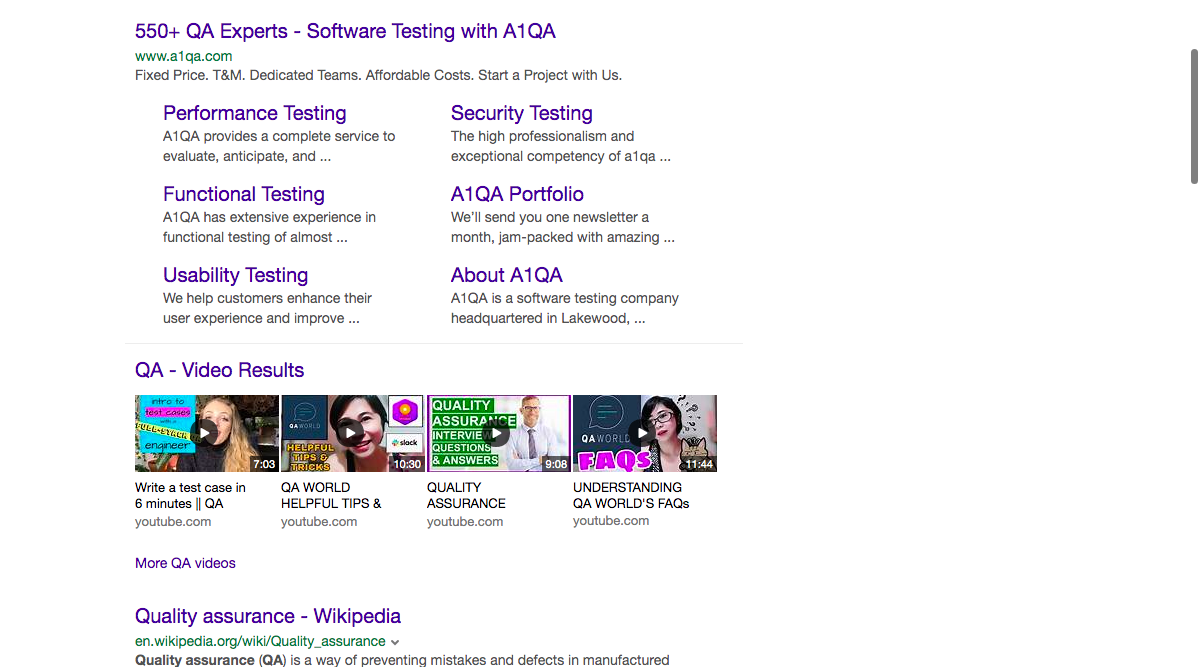 550+ QA Experts - Software Testing with A1QA
www.a1qa.com
Fixed Price. T&M. Dedicated Teams. Affordable Costs. Start a Project with Us.
Performance Testing
A1QA provides a complete service to
evaluate, anticipate, and ...
Security Testing
The high professionalism and
exceptional competency of a1qa ...
Functional Testing
A1QA has extensive experience in
functional testing of almost ...
A1QA Portfolio
We'll send you one newsletter a
month, jam-packed with amazing ...
Usability Testing
We help customers enhance their
user experience and improve ...
About A1QA
A1QA is a software testing company
headquartered in Lakewood, ...
QA - Video Results
intro to
test cases
with a
FULL-STACK
engineer
7:03
QA WORLD
HELPFUL
TIPS &
TRICKS
slack
10:30
QUALITY
ASSURANCE
INTERVIEW
QUESTIONS
& ANSWERS
9:08
QA WORLD
FAQS
11:44
Write a test case in
6 minutes || QA
youtube.com
QA WORLD
HELPFUL TIPS &
youtube.com
QUALITY
ASSURANCE
youtube.com
UNDERSTANDING
QA WORLD'S FAQs
youtube.com
More QA videos
Quality assurance - Wikipedia
en.wikipedia.org/wiki/Quality_assurance
Quality assurance (QA) is a way of preventing mistakes and defects in manufactured